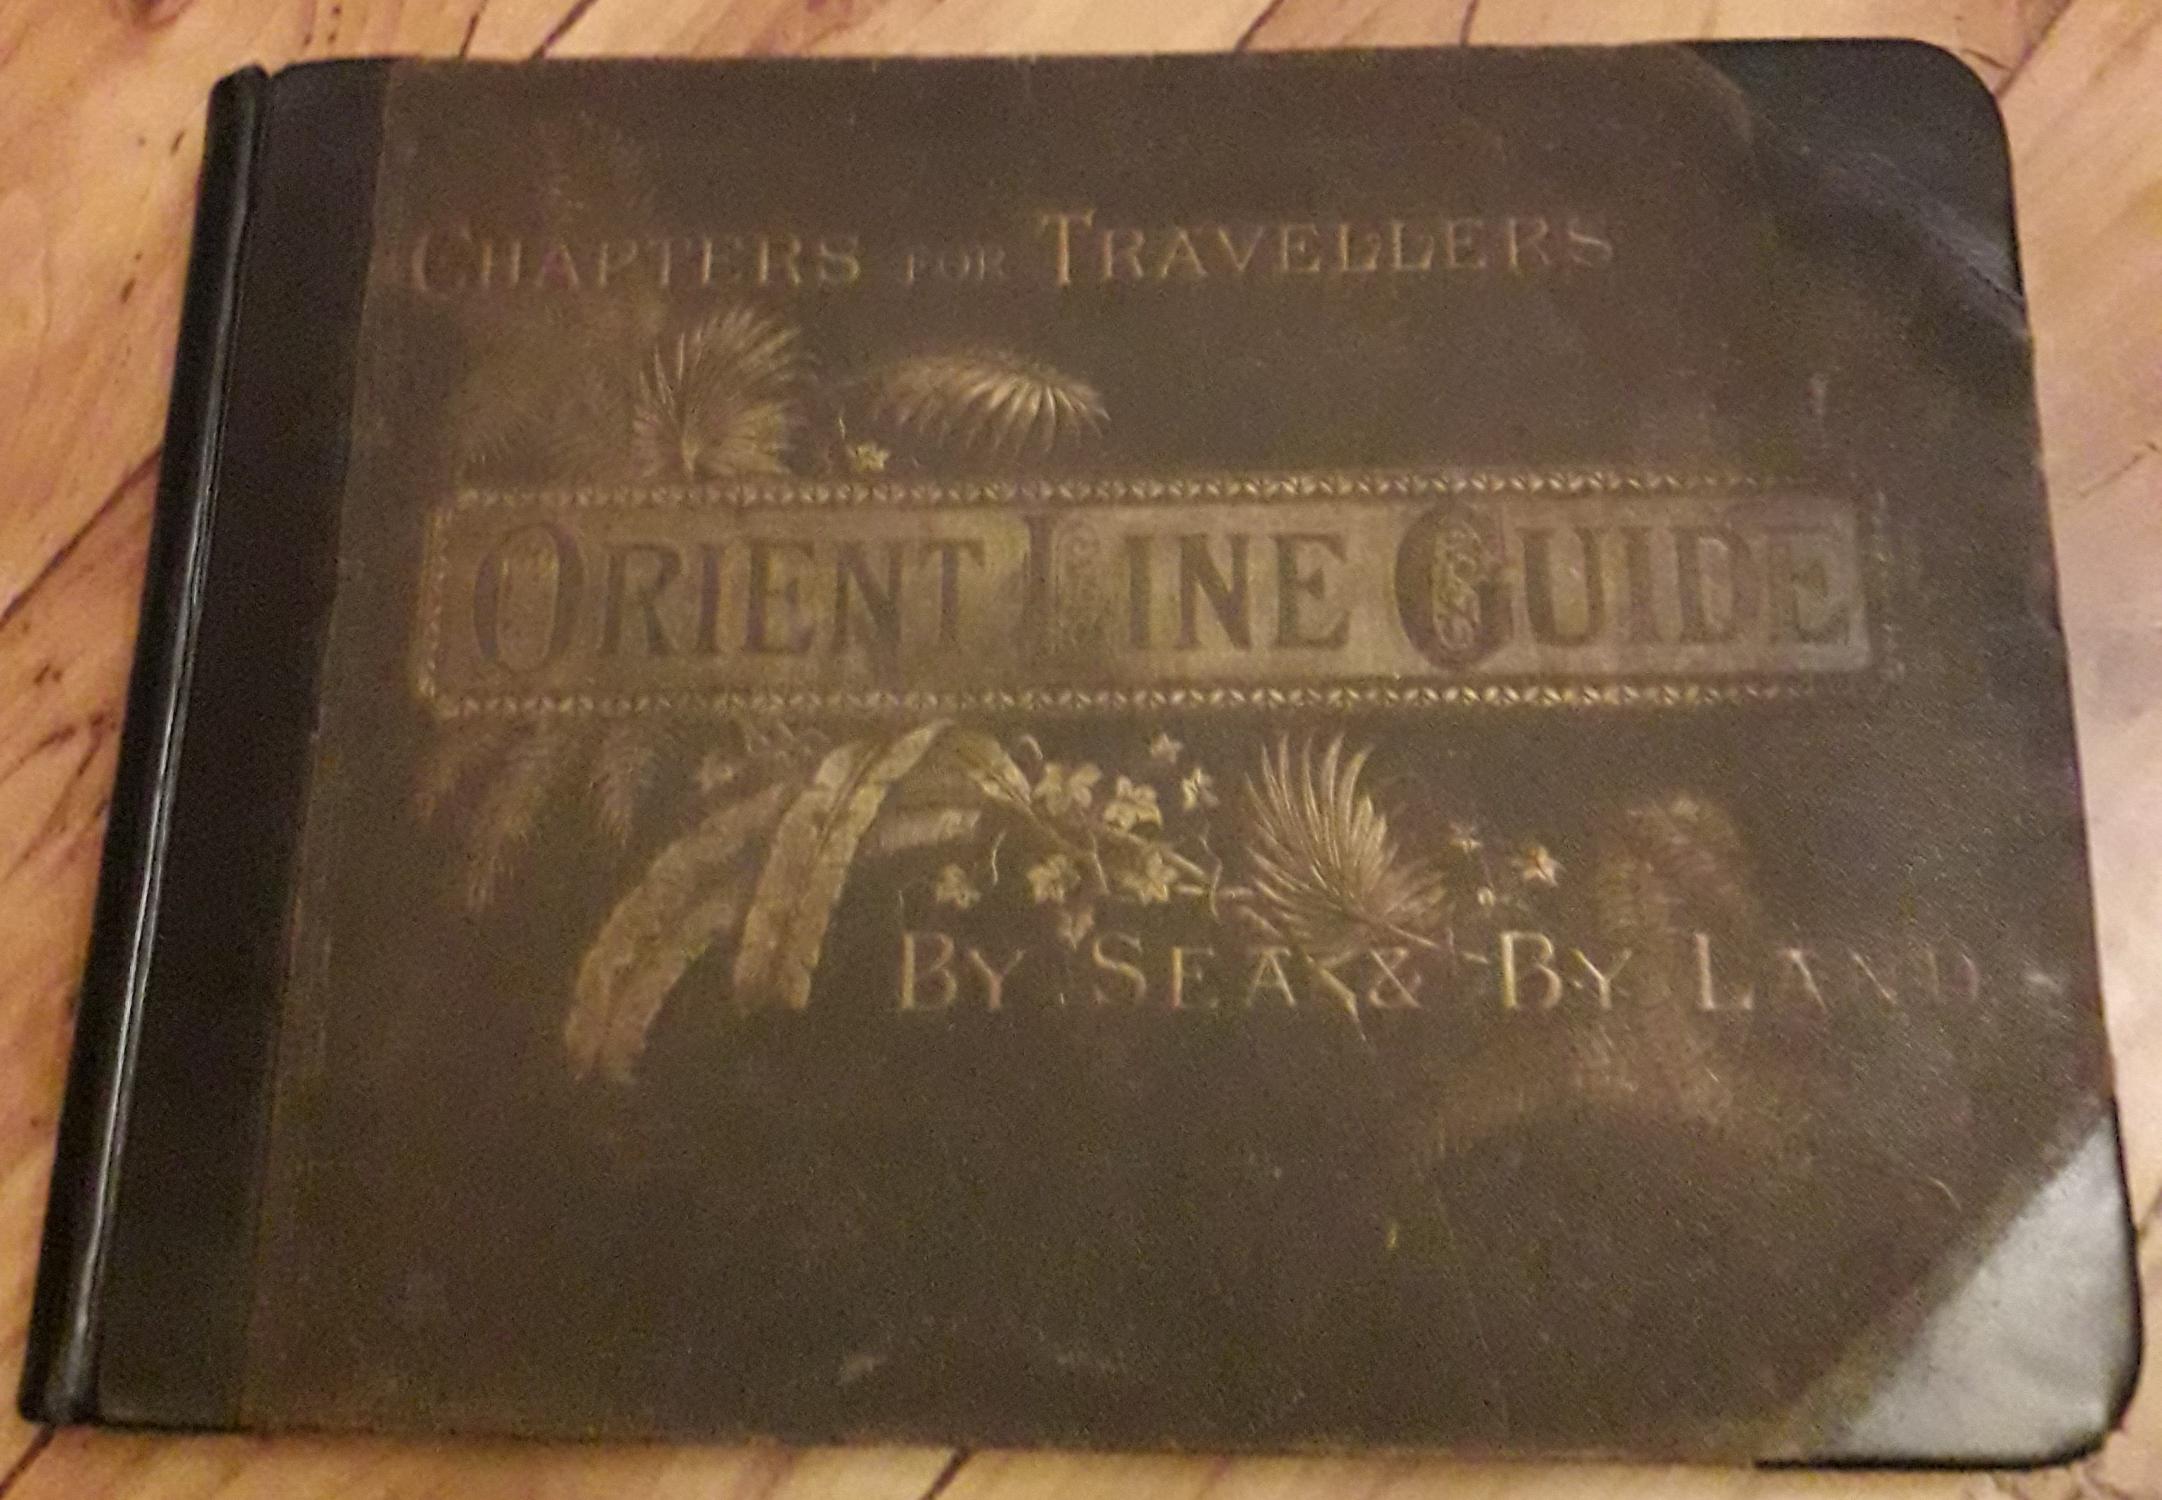 CHAPTERS FOR TRAVELLERS
ORIENT LINE GUIDE
BY SEA & BY LAND